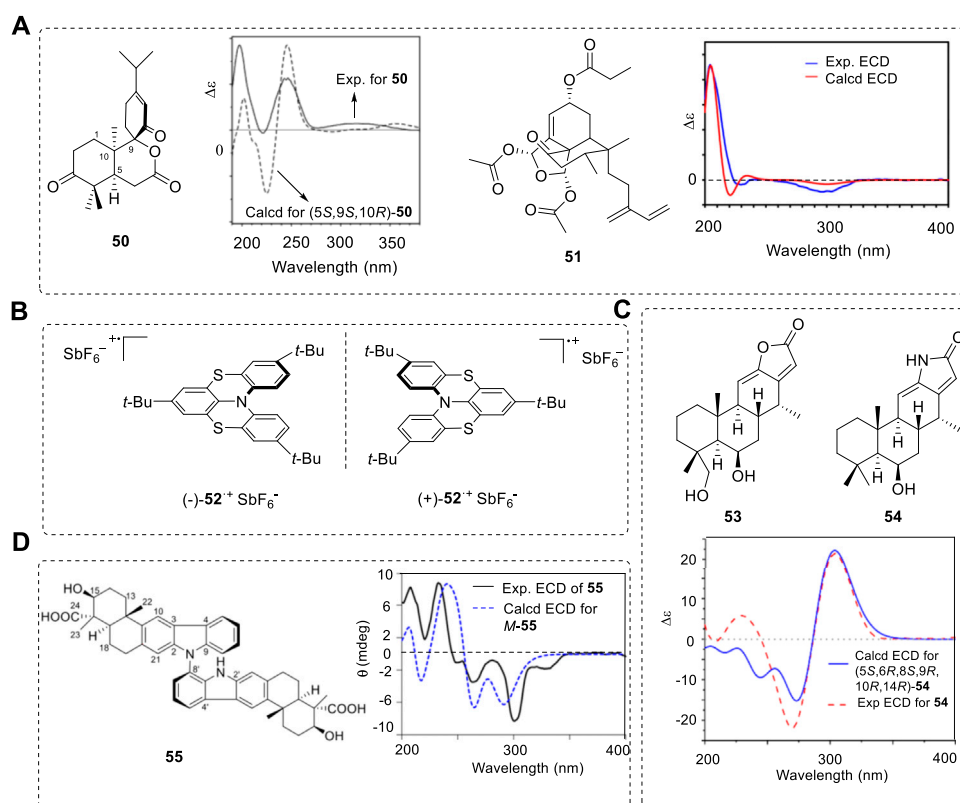 A
O
1
10
9
5
O
O
O
50
Δε
0
Exp. for 50
Calcd for (5S,9S,10R)-50
200 250 300 350
Wavelength (nm)
O
O
O
O
O
O
O
O
O
51
Δε
0
Exp. ECD
Calcd ECD
200 300 400
Wavelength (nm)
B
SbF6⁻
+•
t-Bu
S
t-Bu
N
S
t-Bu
(-)-52·+ SbF6⁻
•+
SbF6⁻
t-Bu
S
N
t-Bu
S
t-Bu
(+)-52·+ SbF6⁻
C
O
O
H
H
H
OH
HO
53
O
HN
H
H
H
OH
54
Δε
20
10
0
-10
-20
Calcd ECD for
(5S,6R,8S,9R,
10R,14R)-54
Exp ECD for 54
200 300 400
Wavelength (nm)
D
HO
15
13
24
22
HOOC
23
H
18
10
3
4
21
2
9
N
8'
H
N
2'
4'
H
COOH
OH
55
θ (mdeg)
10
6
2
0
-2
-6
-10
Exp. ECD of 55
Calcd ECD for
M-55
200 300 400
Wavelength (nm)